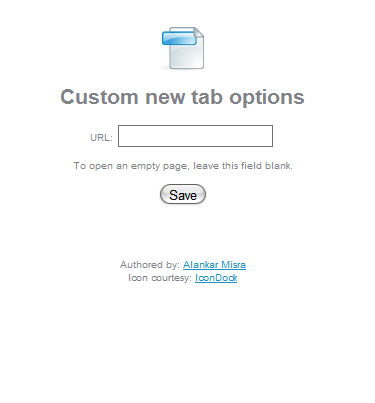 Custom new tab options
URL:
To open an empty page, leave this field blank.
Save
Authored by: Alankar Misra
Icon courtesy: IconDock